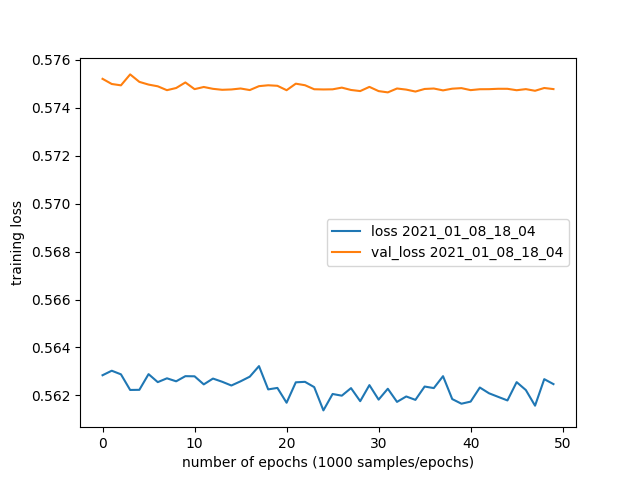 0.576
0.574
0.572
0.570
0.568
0.566
0.564
0.562
training loss
loss 2021_01_08_18_04
val_loss 2021_01_08_18_04
0 10 20 30 40 50
number of epochs (1000 samples/epochs)